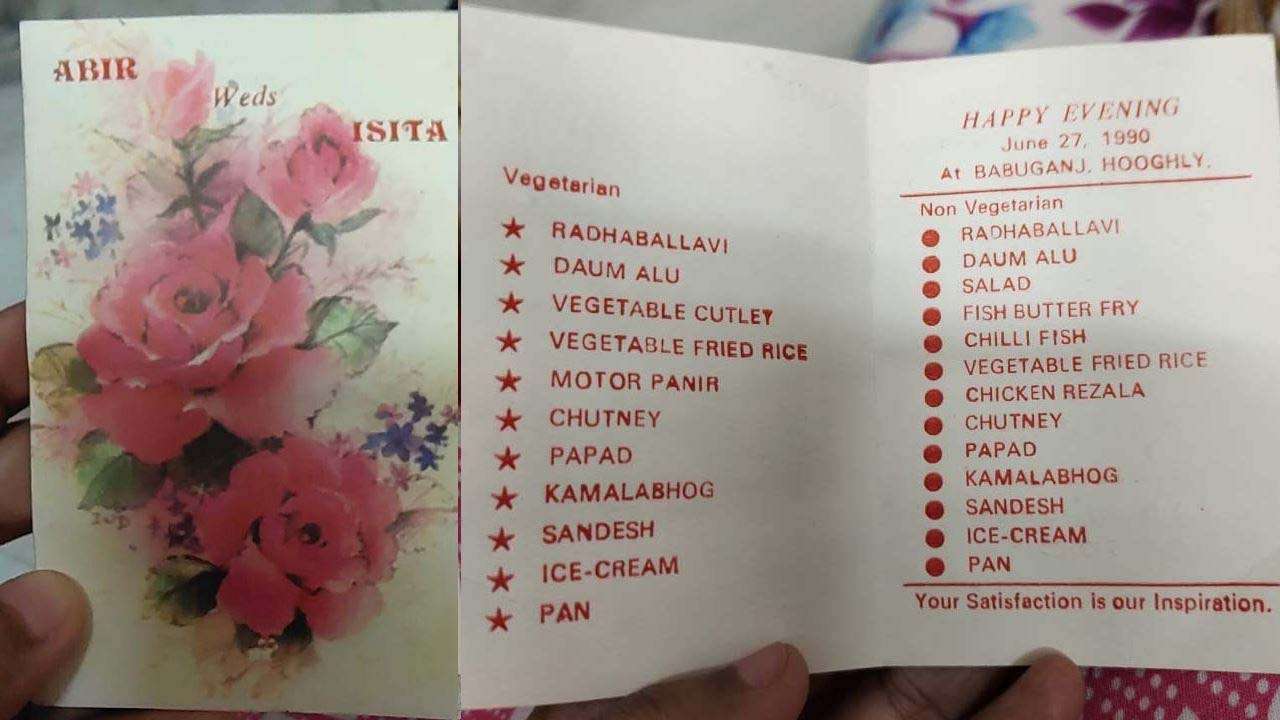 ABIR
Weds
ISITA
Vegetarian
★ RADHABALLAVI
★ DAUM ALU
★ VEGETABLE CUTLET
★ VEGETABLE FRIED RICE
★ MOTOR PANIR
★ CHUTNEY
★ PAPAD
★ KAMALABHOG
★ SANDESH
★ ICE-CREAM
★ PAN
HAPPY EVENING
June 27, 1990
At BABUGANJ, HOOGHLY.
Non Vegetarian
● RADHABALLAVI
● DAUM ALU
● SALAD
● FISH BUTTER FRY
● CHILLI FISH
● VEGETABLE FRIED RICE
● CHICKEN REZALA
● CHUTNEY
● PAPAD
● KAMALABHOG
● SANDESH
● ICE-CREAM
● PAN
Your Satisfaction is our Inspiration.